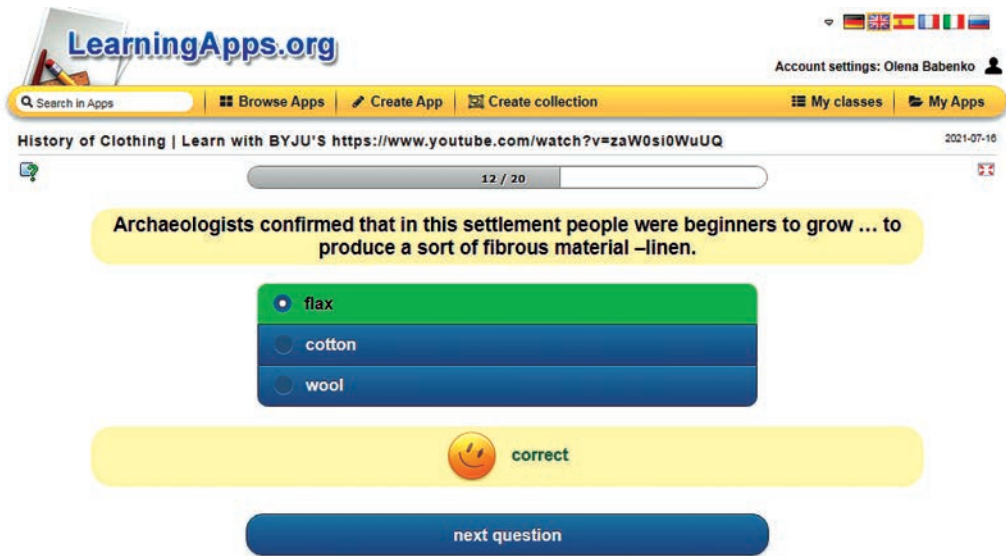 LearningApps.org
Account settings: Olena Babenko
Search in Apps
Browse Apps
Create App
Create collection
My classes
My Apps
History of Clothing | Learn with BYJU'S https://www.youtube.com/watch?v=zaW0si0WuUQ
2021-07-16
12 / 20
Archaeologists confirmed that in this settlement people were beginners to grow … to
produce a sort of fibrous material –linen.
flax
cotton
wool
correct
next question